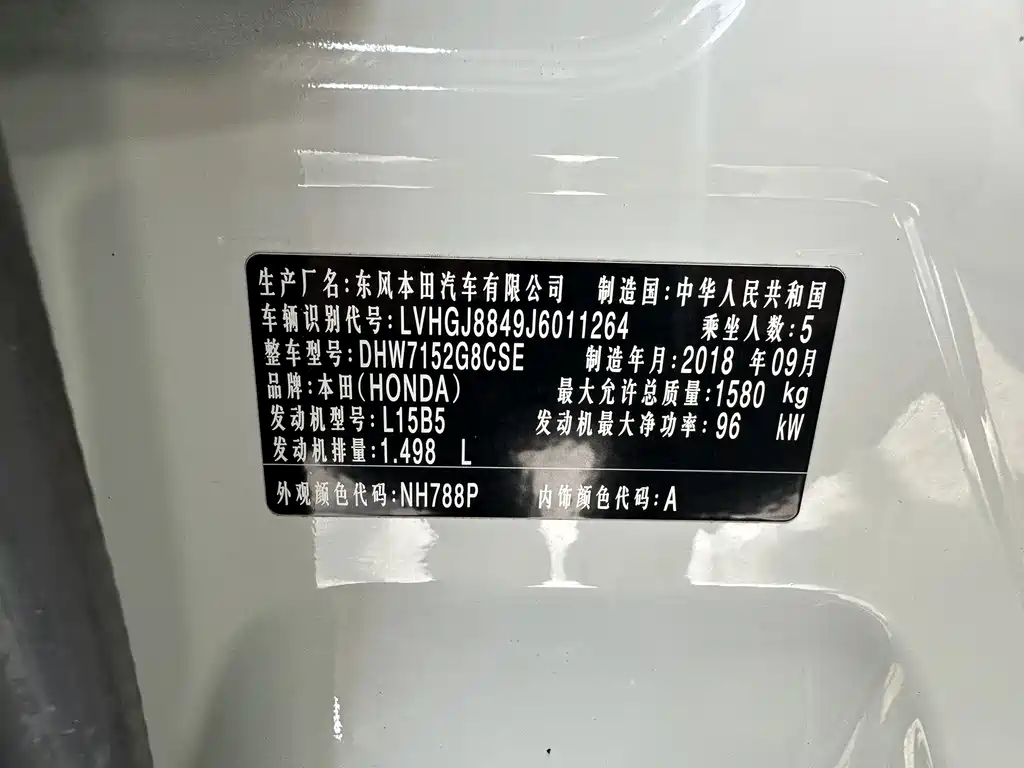 生产厂名:东风本田汽车有限公司 制造国:中华人民共和国
车辆识别代号:LVHGJ8849J6011264 乘坐人数:5
整车型号:DHW7152G8CSE 制造年月:2018 年09月
品牌:本田(HONDA) 最大允许总质量:1580 kg
发动机型号:L15B5 发动机最大净功率:96 kW
发动机排量:1.498 L
外观颜色代码:NH788P 内饰颜色代码:A